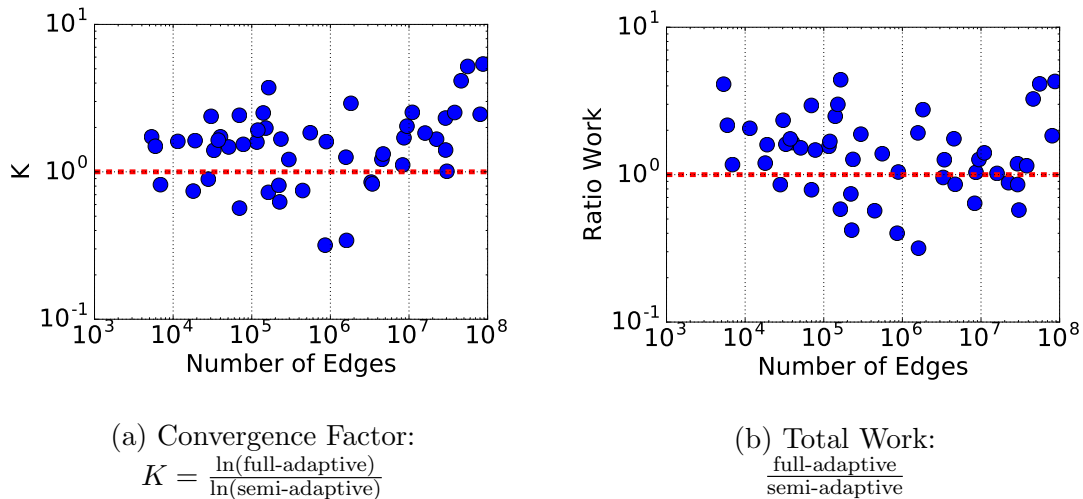 10^1
10^0
10^-1
K
10^3 10^4 10^5 10^6 10^7 10^8
Number of Edges
(a) Convergence Factor:
K = ln(full-adaptive) / ln(semi-adaptive)
10^1
10^0
10^-1
Ratio Work
10^3 10^4 10^5 10^6 10^7 10^8
Number of Edges
(b) Total Work:
full-adaptive / semi-adaptive